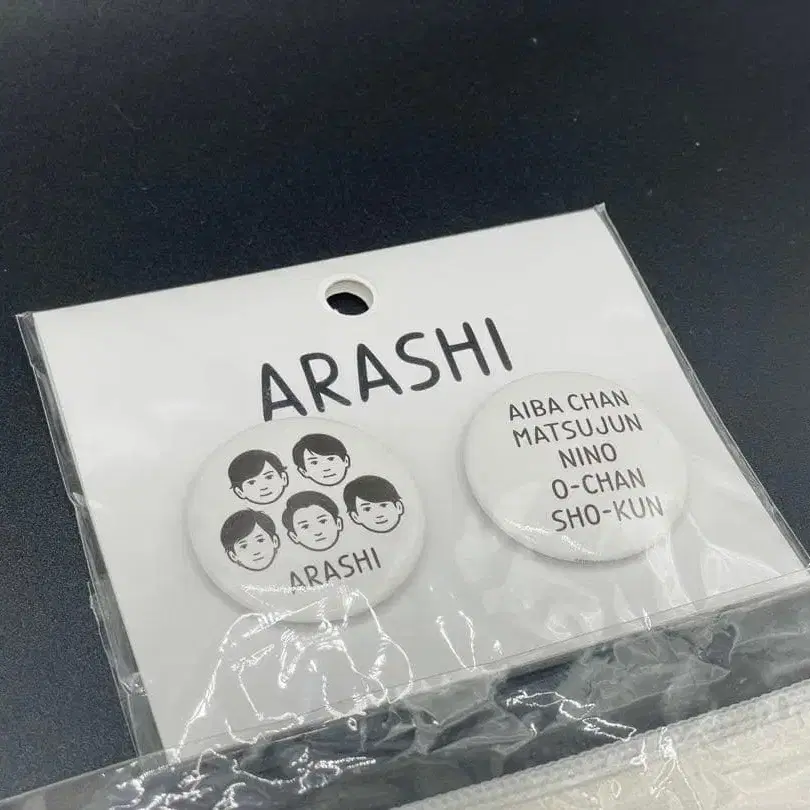 ARASHI
ARASHI
AIBA CHAN
MATSUJUN
NINO
O-CHAN
SHO-KUN